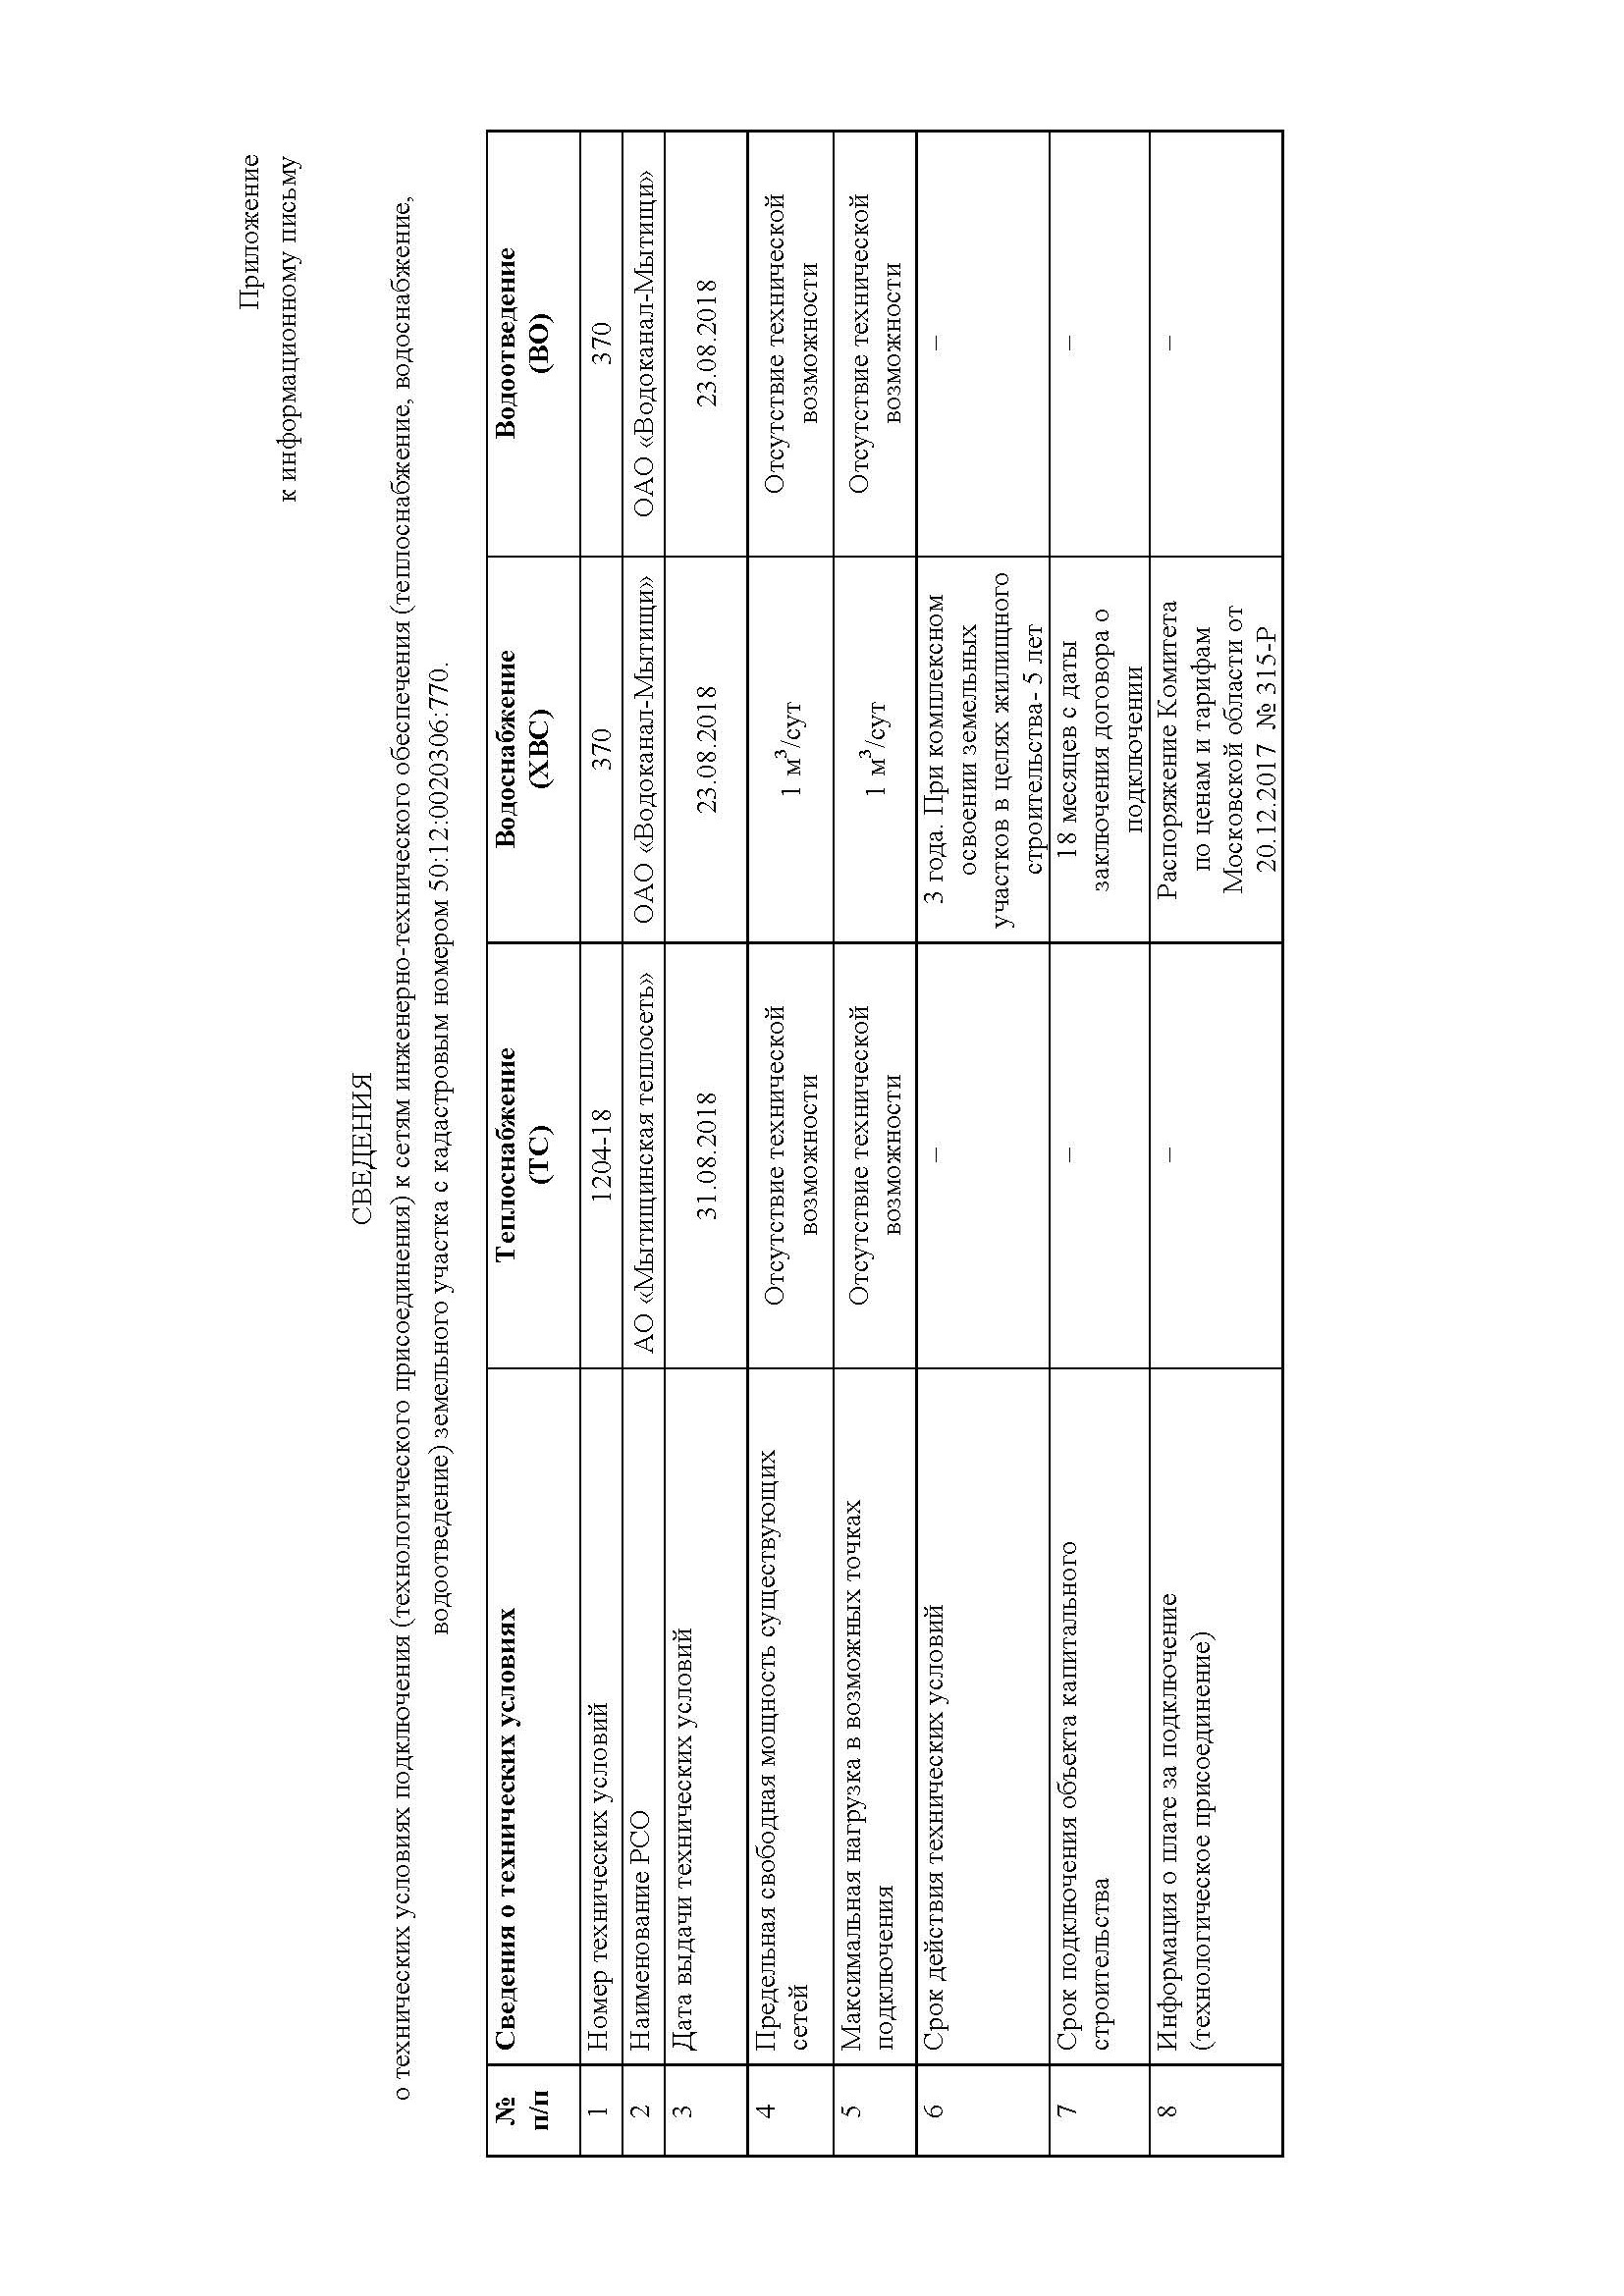 Приложение
к информационному письму
СВЕДЕНИЯ
о технических условиях подключения (технологического присоединения) к сетям инженерно-технического обеспечения (теплоснабжение, водоснабжение,
водоотведение) земельного участка с кадастровым номером 50:12:0020306:770.
№
п/п
Сведения о технических условиях
Теплоснабжение
(ТС)
Водоснабжение
(ХВС)
Водоотведение
(ВО)
1
Номер технических условий
1204-18
370
370
2
Наименование РСО
АО «Мытищинская теплосеть»
ОАО «Водоканал-Мытищи»
ОАО «Водоканал-Мытищи»
3
Дата выдачи технических условий
31.08.2018
23.08.2018
23.08.2018
4
Предельная свободная мощность существующих
сетей
Отсутствие технической
возможности
1 м³/сут
Отсутствие технической
возможности
5
Максимальная нагрузка в возможных точках
подключения
Отсутствие технической
возможности
1 м³/сут
Отсутствие технической
возможности
6
Срок действия технических условий
–
3 года. При комплексном
освоении земельных
участков в целях жилищного
строительства- 5 лет
–
7
Срок подключения объекта капитального
строительства
–
18 месяцев с даты
заключения договора о
подключении
–
8
Информация о плате за подключение
(технологическое присоединение)
–
Распоряжение Комитета
по ценам и тарифам
Московской области от
20.12.2017 № 315-Р
–